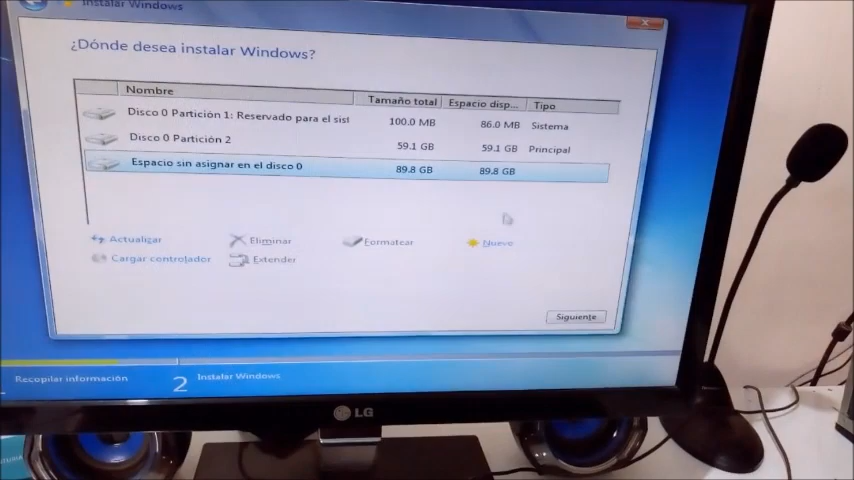 Instalar Windows
¿Dónde desea instalar Windows?
Nombre Tamaño total Espacio disp... Tipo
Disco 0 Partición 1: Reservado para el sist 100.0 MB 86.0 MB Sistema
Disco 0 Partición 2 59.1 GB 59.1 GB Principal
Espacio sin asignar en el disco 0 89.8 GB 89.8 GB
Actualizar Eliminar Formatear Nuevo
Cargar controlador Extender
Siguiente
Recopilar información 2 Instalar Windows
LG